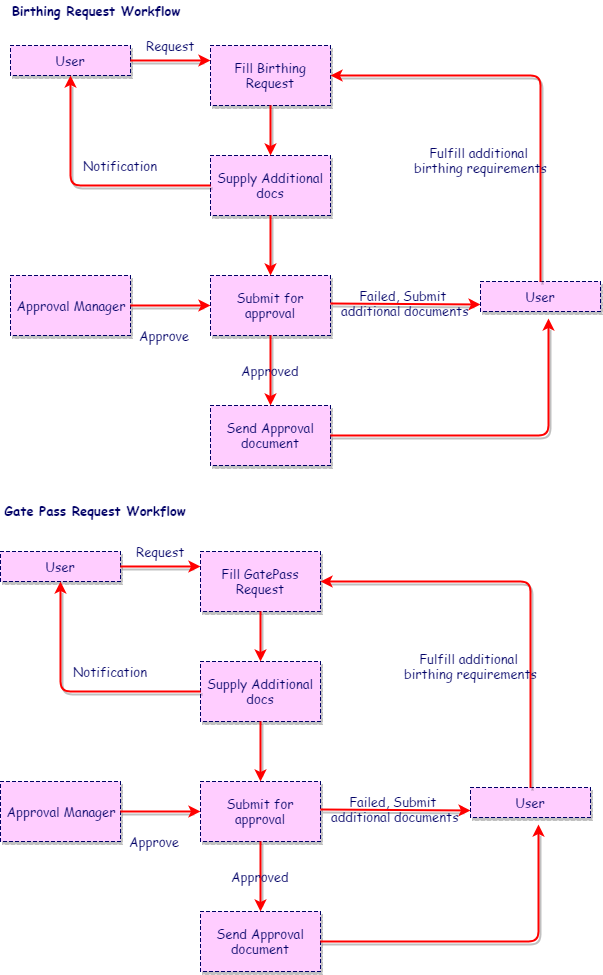 Birthing Request Workflow
Request
User
Fill Birthing
Request
Fulfill additional
birthing requirements
Notification
Supply Additional
docs
Approval Manager
Submit for
approval
Failed, Submit
additional documents
User
Approve
Approved
Send Approval
document
Gate Pass Request Workflow
Request
User
Fill GatePass
Request
Fulfill additional
birthing requirements
Notification
Supply Additional
docs
Approval Manager
Submit for
approval
Failed, Submit
additional documents
User
Approve
Approved
Send Approval
document